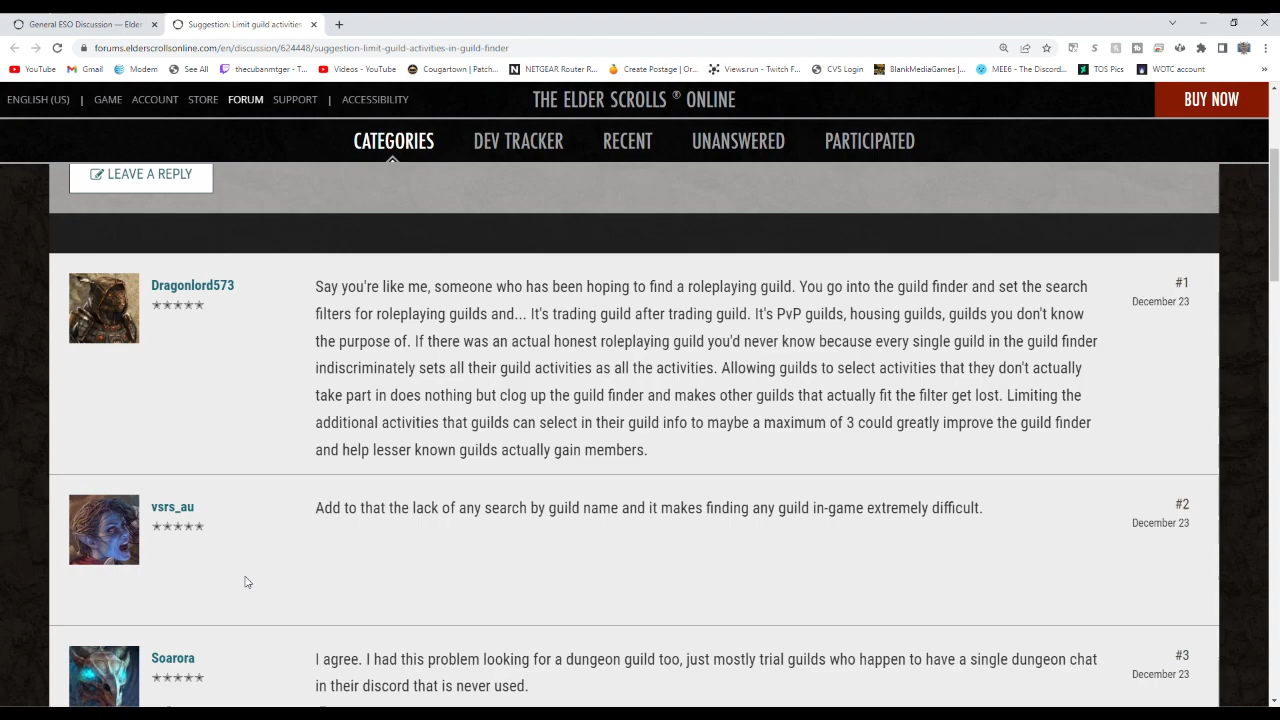 General ESO Discussion — Elder
Suggestion: Limit guild activities
forums.elderscrollsonline.com/en/discussion/624448/suggestion-limit-guild-activities-in-guild-finder
YouTube Gmail Modem See All thecubanmtger - T... Videos - YouTube Cougartown | Patch... NETGEAR Router R... Create Postage | Or... Views.run - Twitch F... CVS Login BlankMediaGames |... MEE6 - The Discord... TOS Pics WOTC account »
ENGLISH (US) | GAME ACCOUNT STORE FORUM SUPPORT | ACCESSIBILITY
THE ELDER SCROLLS ® ONLINE
BUY NOW
CATEGORIES DEV TRACKER RECENT UNANSWERED PARTICIPATED
LEAVE A REPLY
Dragonlord573
★★★★★
#1
December 23
Say you're like me, someone who has been hoping to find a roleplaying guild. You go into the guild finder and set the search
filters for roleplaying guilds and... It's trading guild after trading guild. It's PvP guilds, housing guilds, guilds you don't know
the purpose of. If there was an actual honest roleplaying guild you'd never know because every single guild in the guild finder
indiscriminately sets all their guild activities as all the activities. Allowing guilds to select activities that they don't actually
take part in does nothing but clog up the guild finder and makes other guilds that actually fit the filter get lost. Limiting the
additional activities that guilds can select in their guild info to maybe a maximum of 3 could greatly improve the guild finder
and help lesser known guilds actually gain members.
vsrs_au
★★★★★
#2
December 23
Add to that the lack of any search by guild name and it makes finding any guild in-game extremely difficult.
Soarora
★★★★★
#3
December 23
I agree. I had this problem looking for a dungeon guild too, just mostly trial guilds who happen to have a single dungeon chat
in their discord that is never used.